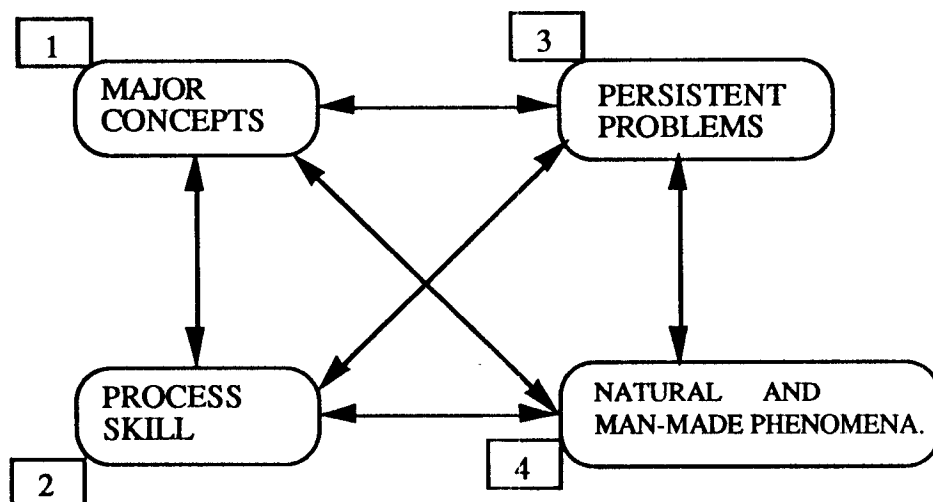 1
MAJOR
CONCEPTS
3
PERSISTENT
PROBLEMS
PROCESS
SKILL
2
NATURAL AND
MAN-MADE PHENOMENA.
4